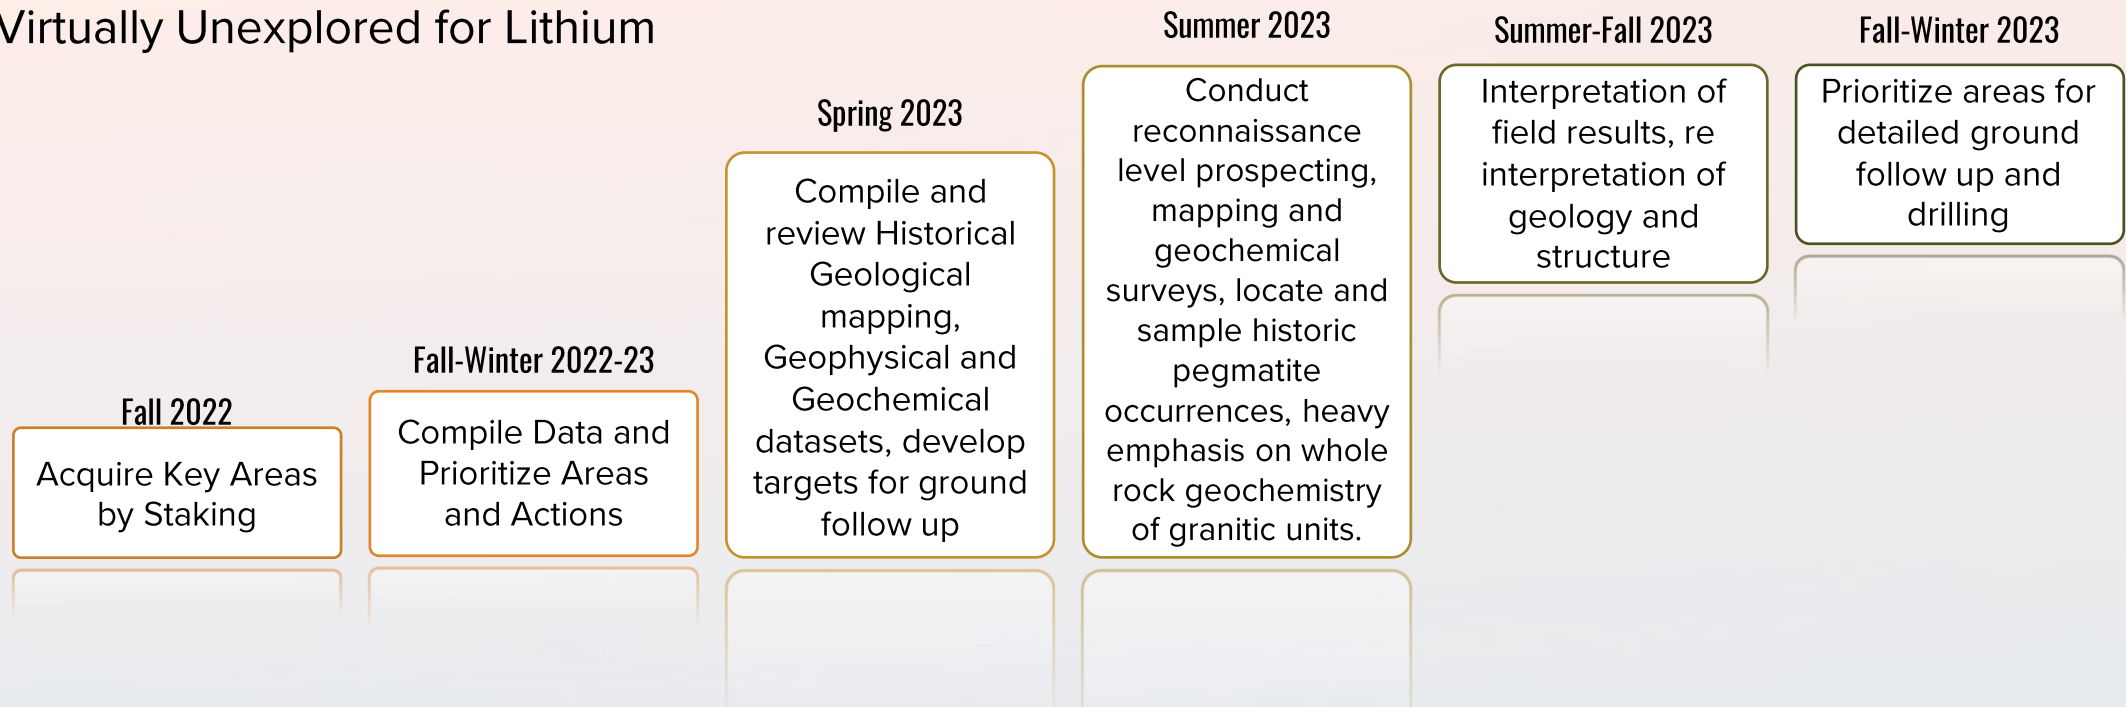 Virtually Unexplored for Lithium
Fall 2022
Acquire Key Areas
by Staking
Fall-Winter 2022-23
Compile Data and
Prioritize Areas
and Actions
Spring 2023
Compile and
review Historical
Geological
mapping,
Geophysical and
Geochemical
datasets, develop
targets for ground
follow up
Summer 2023
Conduct
reconnaissance
level prospecting,
mapping and
geochemical
surveys, locate and
sample historic
pegmatite
occurrences, heavy
emphasis on whole
rock geochemistry
of granitic units.
Summer-Fall 2023
Interpretation of
field results, re
interpretation of
geology and
structure
Fall-Winter 2023
Prioritize areas for
detailed ground
follow up and
drilling